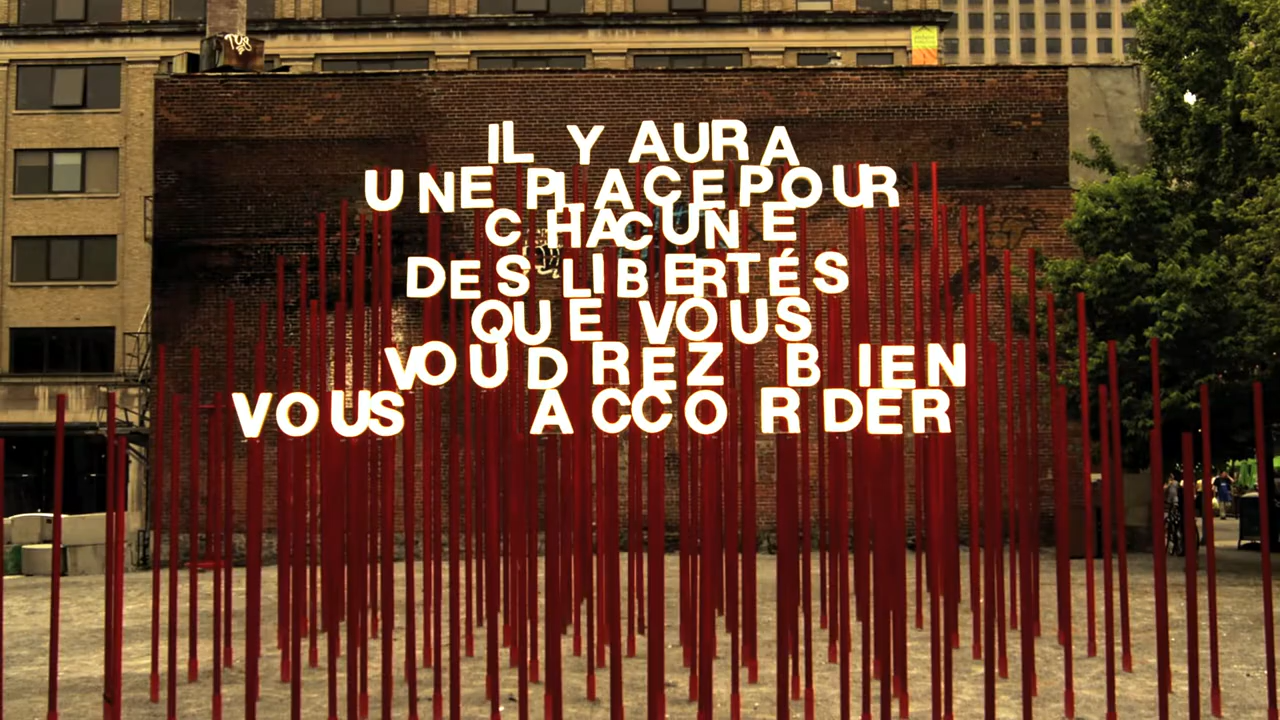 IL Y AURA
UNE PLACE POUR
CHACUNE
DES LIBERTÉS
QUE VOUS
VOUDREZ BIEN
VOUS ACCORDER